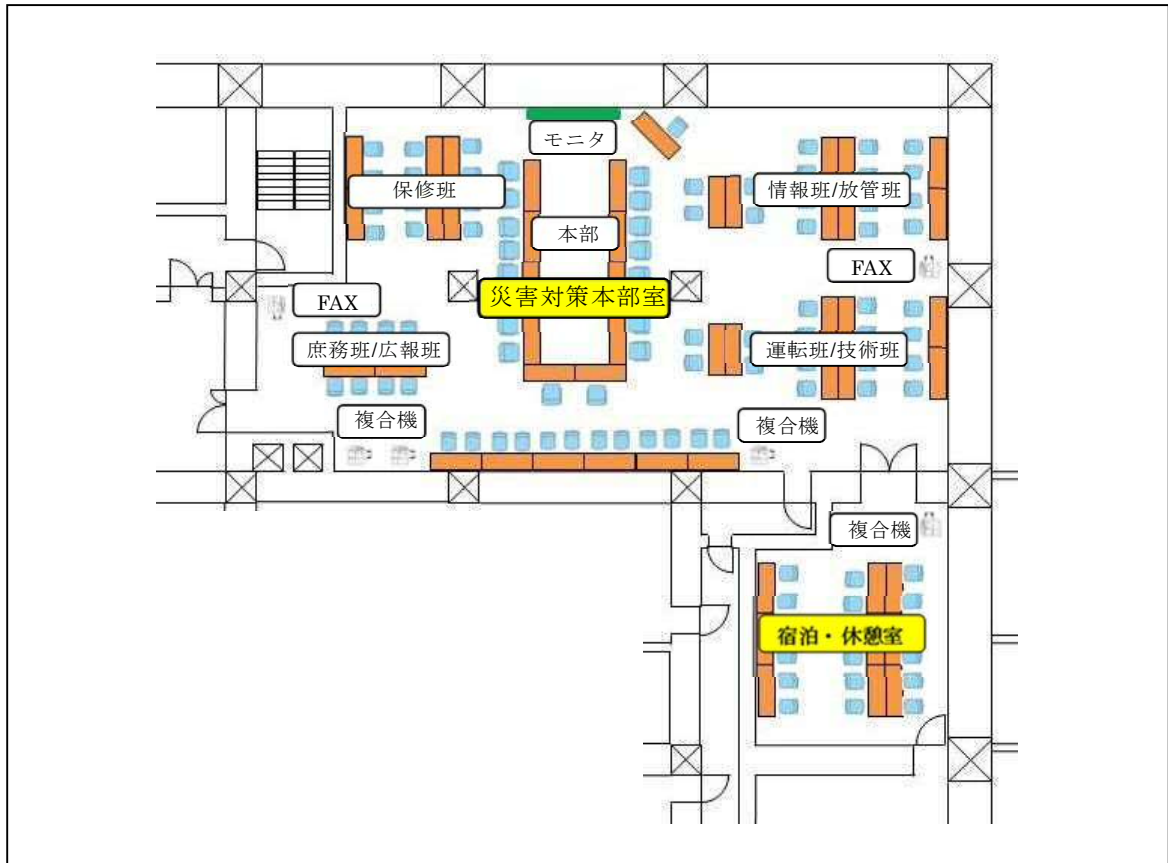 モニタ
保修班
情報班/放管班
本部
FAX
災害対策本部室
FAX
庶務班/広報班
運転班/技術班
複合機
複合機
複合機
宿泊・休憩室